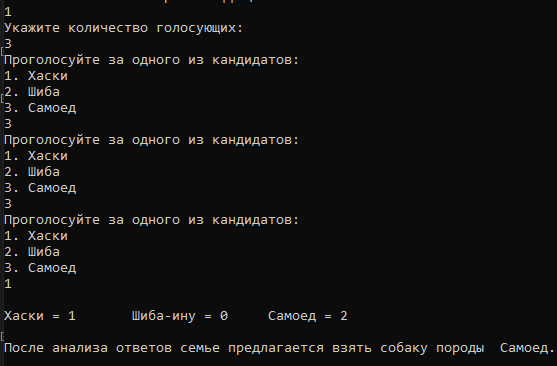 1
Укажите количество голосующих:
3
Проголосуйте за одного из кандидатов:
1. Хаски
2. Шиба
3. Самоед
3
Проголосуйте за одного из кандидатов:
1. Хаски
2. Шиба
3. Самоед
3
Проголосуйте за одного из кандидатов:
1. Хаски
2. Шиба
3. Самоед
1
Хаски = 1 Шиба-ину = 0 Самоед = 2
После анализа ответов семье предлагается взять собаку породы Самоед.